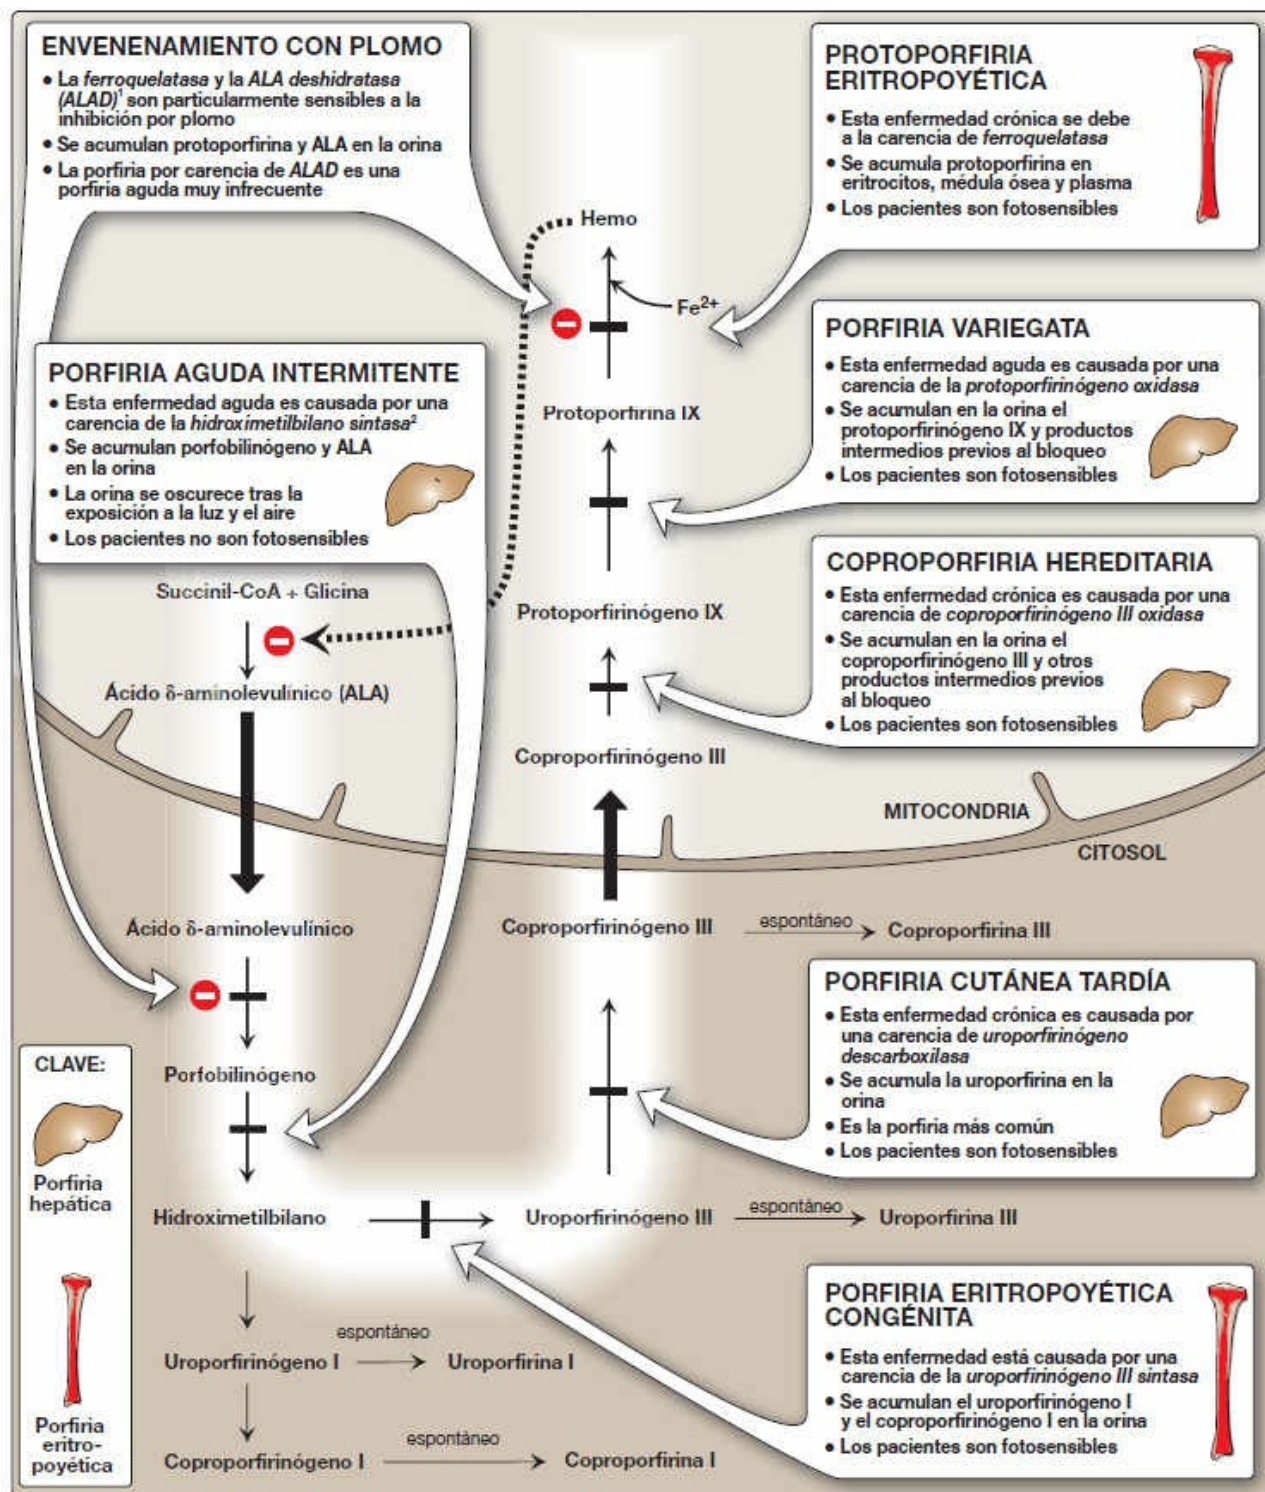 ENVENENAMIENTO CON PLOMO
• La ferroquelatasa y la ALA deshidratasa
(ALAD)¹ son particularmente sensibles a la
inhibición por plomo
• Se acumulan protoporfirina y ALA en la orina
• La porfiria por carencia de ALAD es una
porfiria aguda muy infrecuente
PROTOPORFIRIA
ERITROPOYÉTICA
• Esta enfermedad crónica se debe
a la carencia de ferroquelatasa
• Se acumula protoporfirina en
eritrocitos, médula ósea y plasma
• Los pacientes son fotosensibles
Hemo
Fe²⁺
Protoporfirina IX
PORFIRIA VARIEGATA
• Esta enfermedad aguda es causada por una
carencia de la protoporfirinógeno oxidasa
• Se acumulan en la orina el
protoporfirinógeno IX y productos
intermedios previos al bloqueo
• Los pacientes son fotosensibles
PORFIRIA AGUDA INTERMITENTE
• Esta enfermedad aguda es causada por una
carencia de la hidroximetilbilano sintasa²
• Se acumulan porfobilinógeno y ALA
en la orina
• La orina se oscurece tras la
exposición a la luz y el aire
• Los pacientes no son fotosensibles
COPROPORFIRIA HEREDITARIA
• Esta enfermedad crónica es causada por una
carencia de coproporfirinógeno III oxidasa
• Se acumulan en la orina el
coproporfirinógeno III y otros
productos intermedios previos
al bloqueo
• Los pacientes son fotosensibles
Succinil-CoA + Glicina
Protoporfirinógeno IX
Ácido δ-aminolevulínico (ALA)
Coproporfirinógeno III
MITOCONDRIA
CITOSOL
Ácido δ-aminolevulínico
Coproporfirinógeno III
espontáneo
Coproporfirina III
PORFIRIA CUTÁNEA TARDÍA
• Esta enfermedad crónica es causada por
una carencia de uroporfirinógeno
descarboxilasa
• Se acumula la uroporfirina en la
orina
• Es la porfiria más común
• Los pacientes son fotosensibles
CLAVE:
Porfiria
hepática
Porfiria
eritro-
poyética
Porfobilinógeno
Hidroximetilbilano
Uroporfirinógeno III
espontáneo
Uroporfirina III
PORFIRIA ERITROPOYÉTICA
CONGÉNITA
• Esta enfermedad está causada por una
carencia de la uroporfirinógeno III sintasa
• Se acumulan el uroporfirinógeno I
y el coproporfirinógeno I en la orina
• Los pacientes son fotosensibles
Uroporfirinógeno I
espontáneo
Uroporfirina I
Coproporfirinógeno I
espontáneo
Coproporfirina I